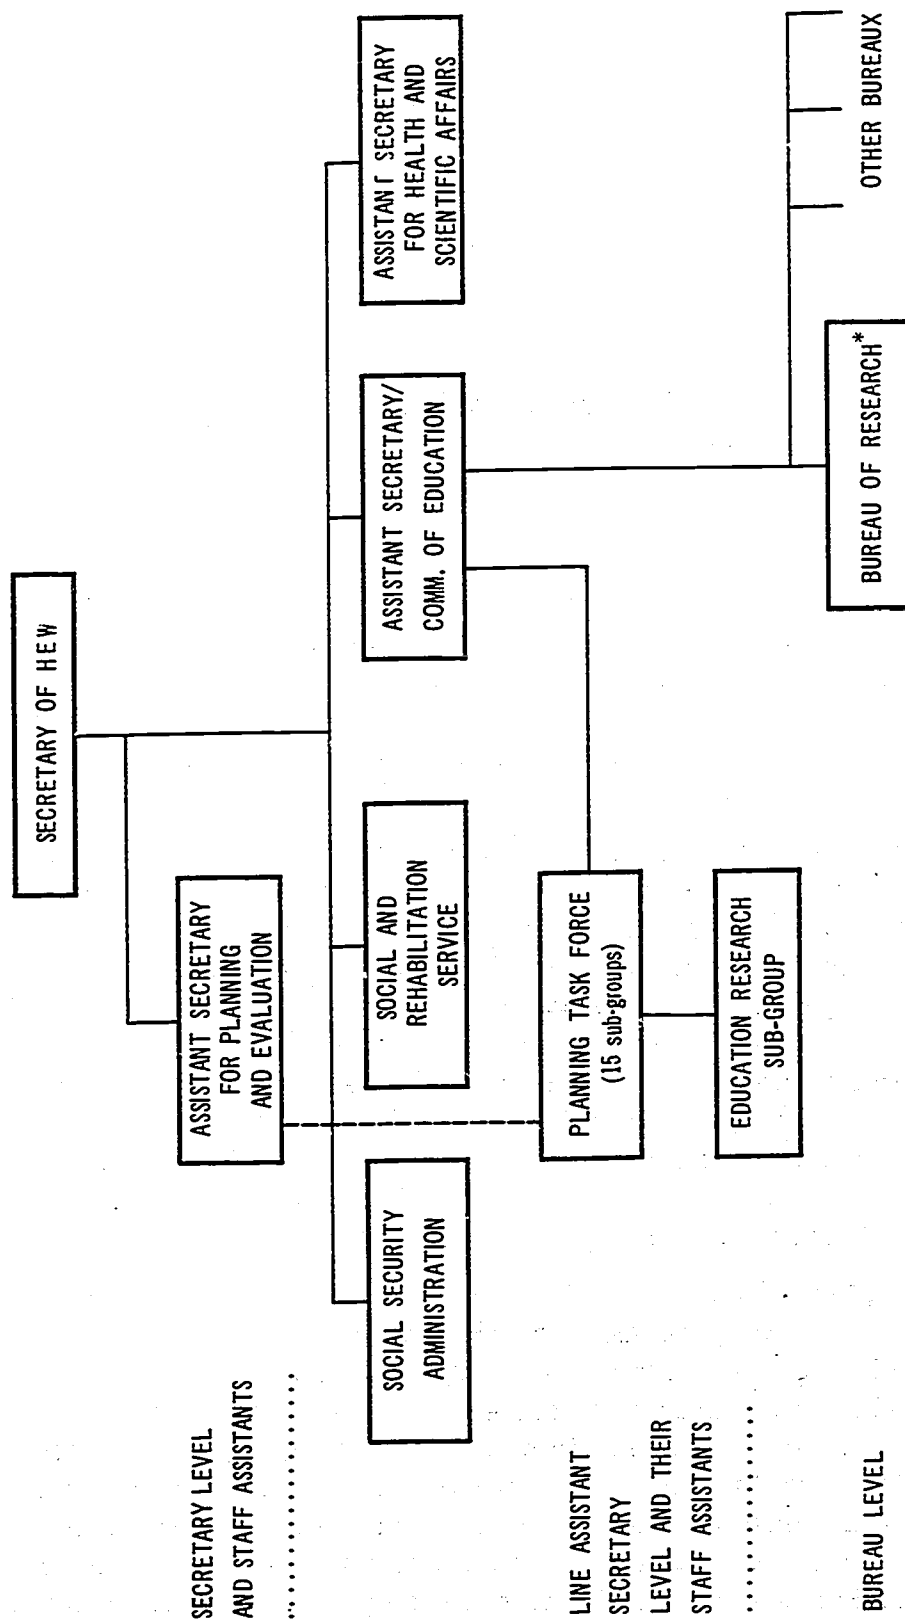 SECRETARY OF HEW
SECRETARY LEVEL
AND STAFF ASSISTANTS
ASSISTANT SECRETARY
FOR PLANNING
AND EVALUATION
SOCIAL SECURITY
ADMINISTRATION
SOCIAL AND
REHABILITATION
SERVICE
ASSISTANT SECRETARY/
COMM. OF EDUCATION
ASSISTANT SECRETARY
FOR HEALTH AND
SCIENTIFIC AFFAIRS
LINE ASSISTANT
SECRETARY
LEVEL AND THEIR
STAFF ASSISTANTS
PLANNING TASK FORCE
(15 sub-groups)
EDUCATION RESEARCH
SUB-GROUP
BUREAU LEVEL
BUREAU OF RESEARCH*
OTHER BUREAUX